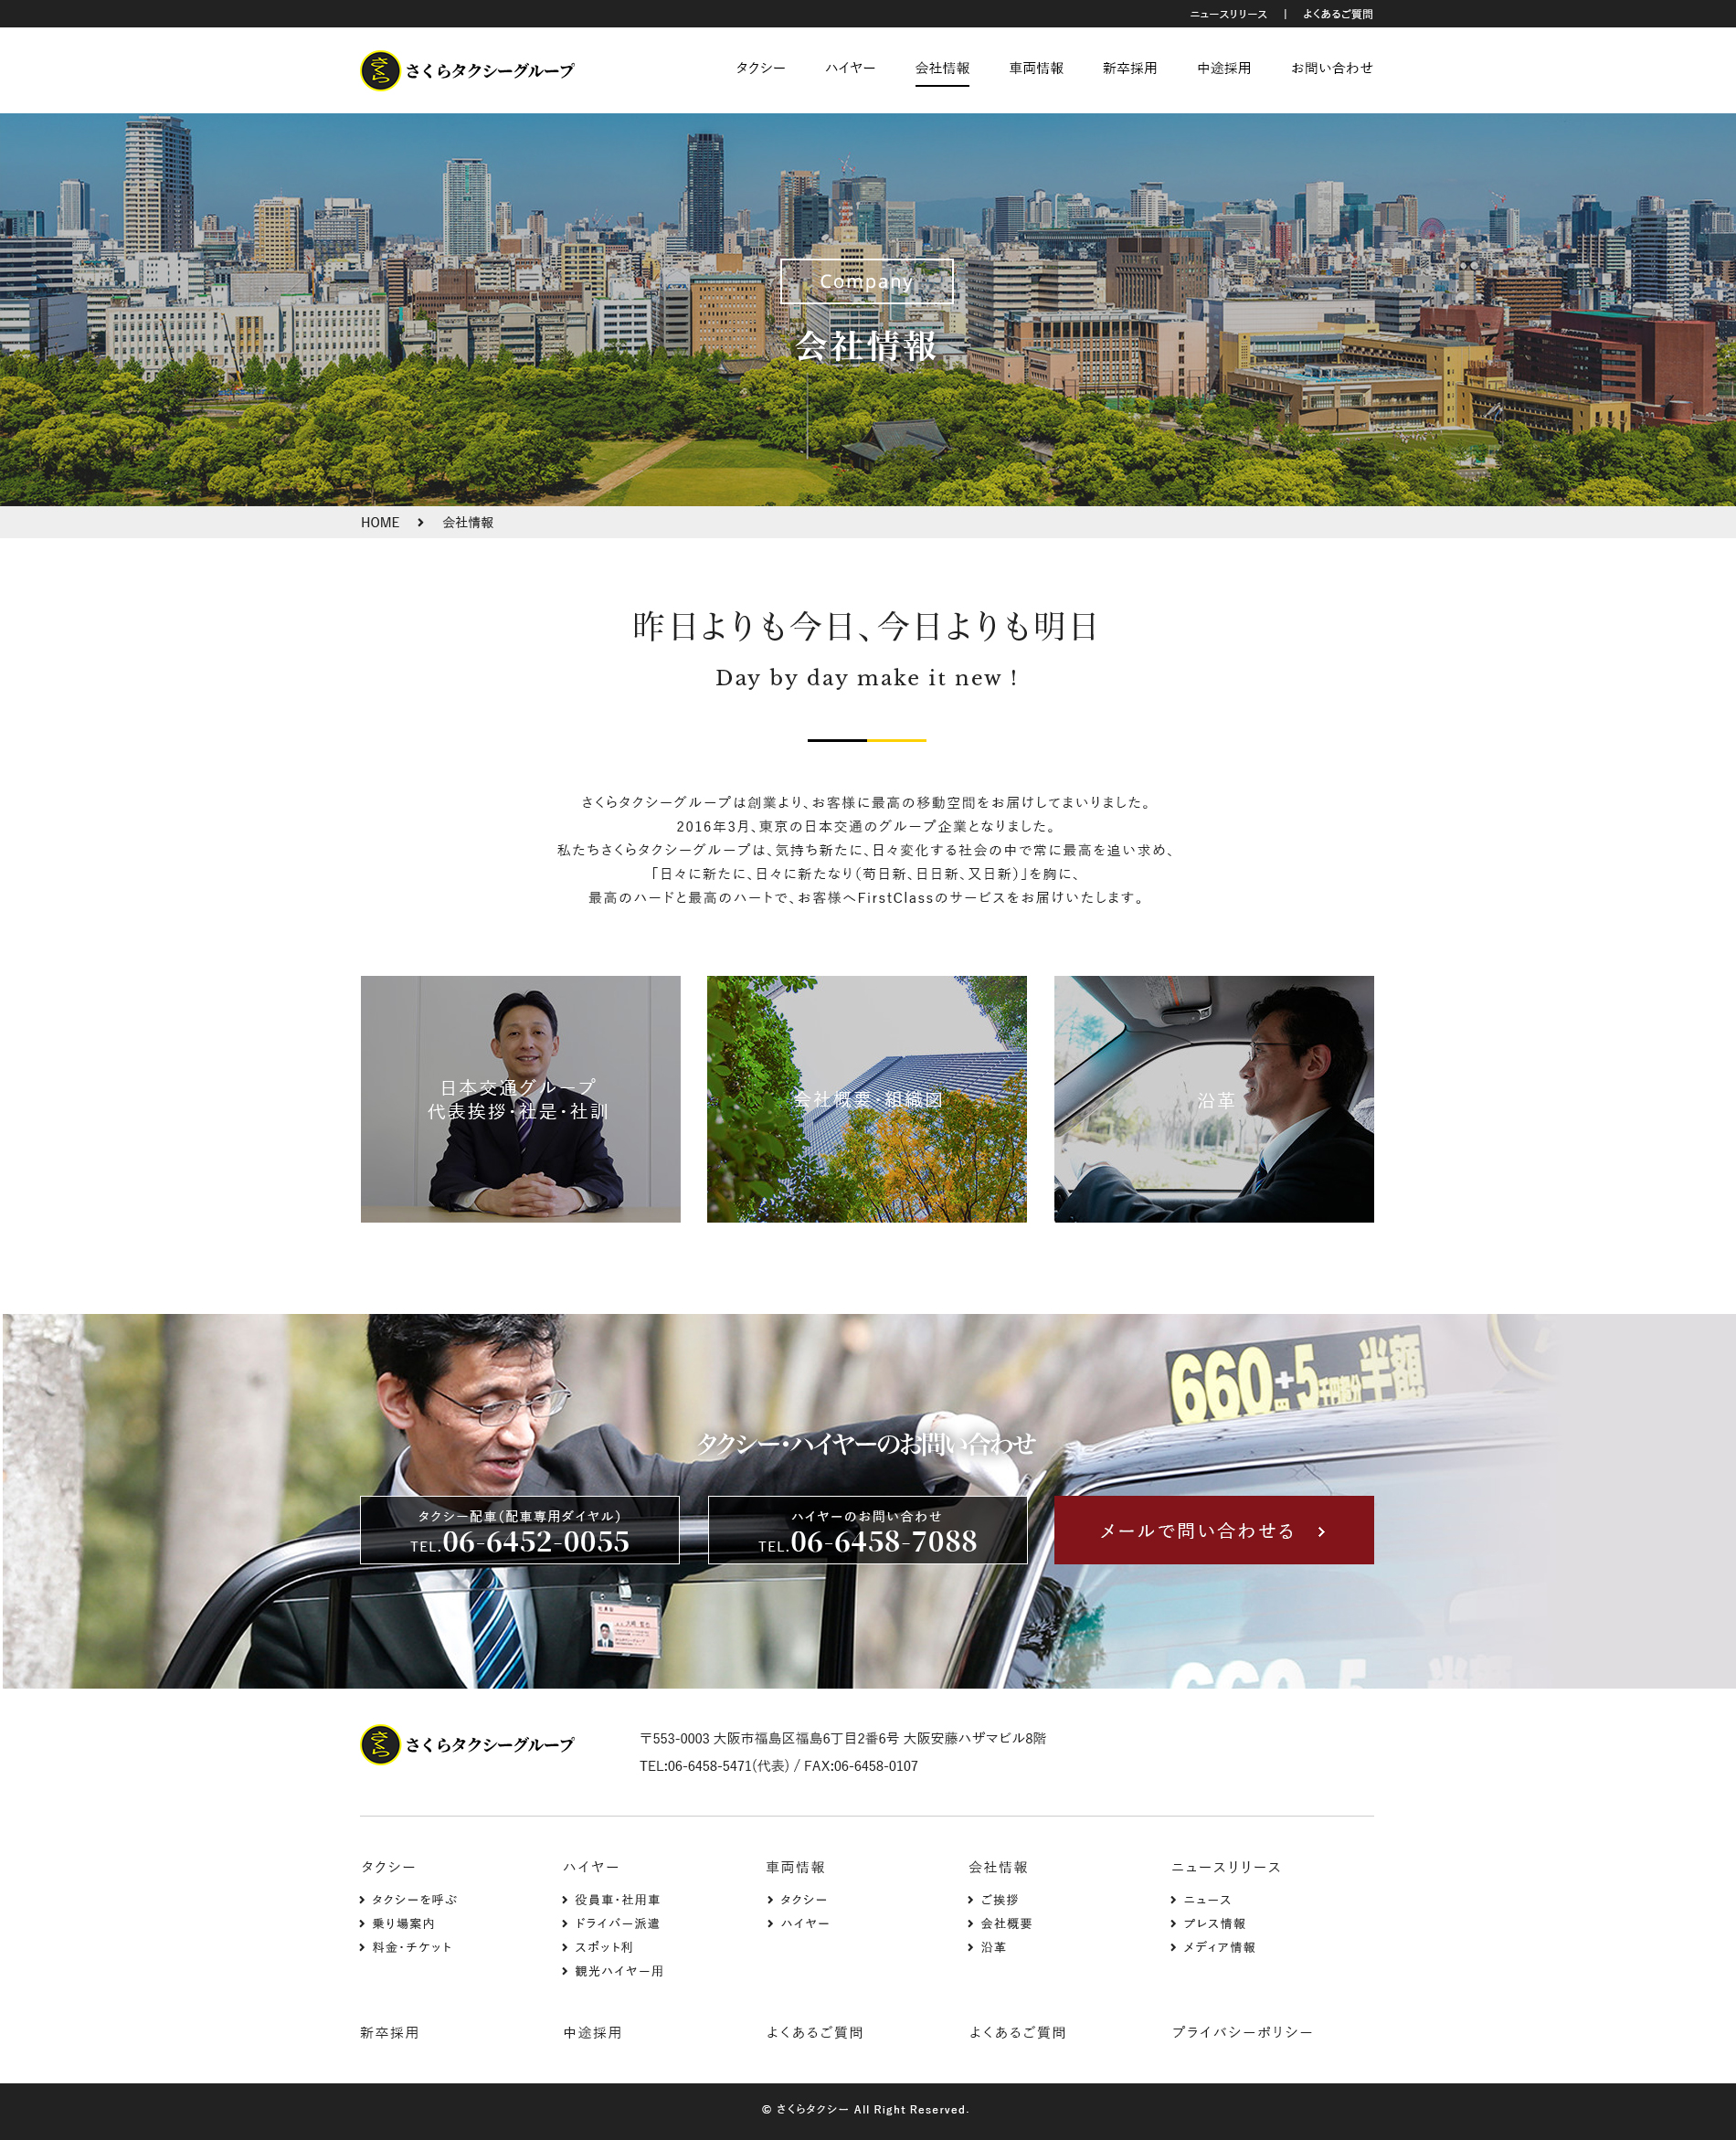 ニュースリリース | よくあるご質問
さくら さくらタクシーグループ
タクシー ハイヤー 会社情報 車両情報 新卒採用 中途採用 お問い合わせ
Company
会社情報
HOME > 会社情報
昨日よりも今日、今日よりも明日
Day by day make it new !
さくらタクシーグループは創業より、お客様に最高の移動空間をお届けしてまいりました。
2016年3月、東京の日本交通のグループ企業となりました。
私たちさくらタクシーグループは、気持ち新たに、日々変化する社会の中で常に最高を追い求め、
「日々に新たに、日々に新たなり（苟日新、日日新、又日新）」を胸に、
最高のハードと最高のハートで、お客様へFirstClassのサービスをお届けいたします。
日本交通グループ
代表挨拶・社是・社訓
会社概要・組織図
沿革
660円 +5 千円超分 半額
タクシー・ハイヤーのお問い合わせ
タクシー配車（配車専用ダイヤル）
TEL.06-6452-0055
ハイヤーのお問い合わせ
TEL.06-6458-7088
メールで問い合わせる >
660 5 半額
さくら さくらタクシーグループ
〒553-0003 大阪市福島区福島6丁目2番6号 大阪安藤ハザマビル8階
TEL:06-6458-5471(代表) / FAX:06-6458-0107
タクシー
> タクシーを呼ぶ
> 乗り場案内
> 料金・チケット
ハイヤー
> 役員車・社用車
> ドライバー派遣
> スポット利
> 観光ハイヤー用
車両情報
> タクシー
> ハイヤー
会社情報
> ご挨拶
> 会社概要
> 沿革
ニュースリリース
> ニュース
> プレス情報
> メディア情報
新卒採用 中途採用 よくあるご質問 よくあるご質問 プライバシーポリシー
© さくらタクシー All Right Reserved.